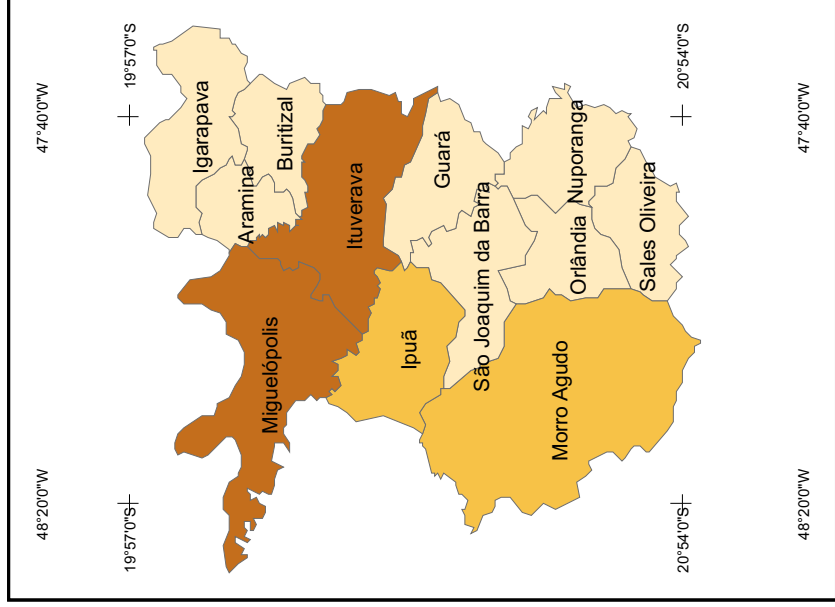 48°20'0"W
47°40'0"W
19°57'0"S
19°57'0"S
Igarapava
Aramina
Miguelópolis
Buritizal
Ituverava
Ipuã
Guará
São Joaquim da Barra
Morro Agudo
Orlândia
Nuporanga
Sales Oliveira
20°54'0"S
20°54'0"S
48°20'0"W
47°40'0"W